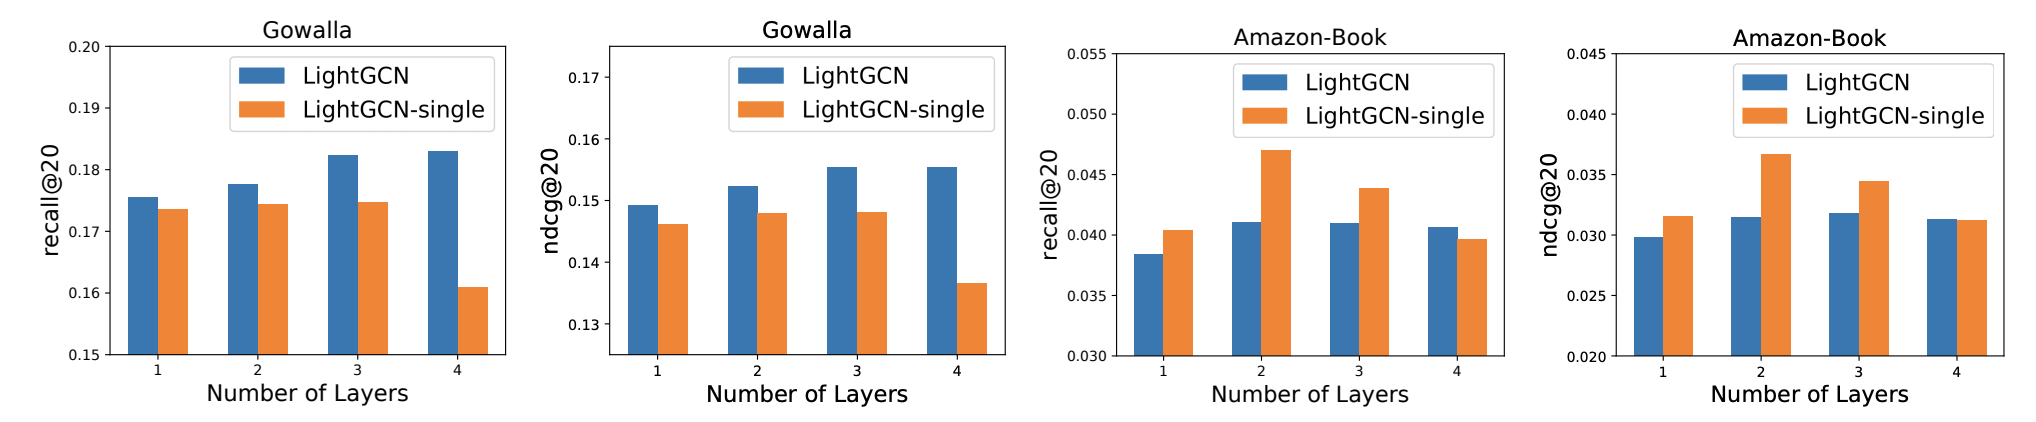 Gowalla
0.20
0.19
0.18
0.17
0.16
0.15
recall@20
LightGCN
LightGCN-single
1 2 3 4
Number of Layers
Gowalla
0.17
0.16
0.15
0.14
0.13
ndcg@20
LightGCN
LightGCN-single
1 2 3 4
Number of Layers
Amazon-Book
0.055
0.050
0.045
0.040
0.035
0.030
recall@20
LightGCN
LightGCN-single
1 2 3 4
Number of Layers
Amazon-Book
0.045
0.040
0.035
0.030
0.025
0.020
ndcg@20
LightGCN
LightGCN-single
1 2 3 4
Number of Layers